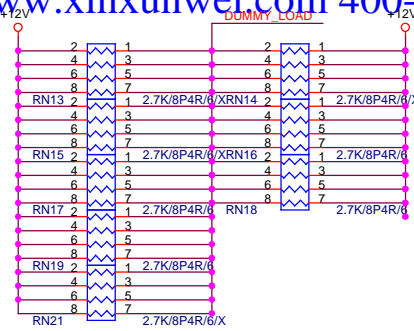 www.xinxunwei.com 400-
+12V DUMMY_LOAD +12V
2 1 2 1
4 3 4 3
6 5 6 5
8 7 8 7
RN13 2.7K/8P4R/6/X RN14 2.7K/8P4R/6/X
2 1 2 1
4 3 4 3
6 5 6 5
8 7 8 7
RN15 2.7K/8P4R/6/X RN16 2.7K/8P4R/6
2 1 2 1
4 3 4 3
6 5 6 5
8 7 8 7
RN17 2.7K/8P4R/6 RN18 2.7K/8P4R/6
2 1
4 3
6 5
8 7
RN19 2.7K/8P4R/6
2 1
4 3
6 5
8 7
RN21 2.7K/8P4R/6/X